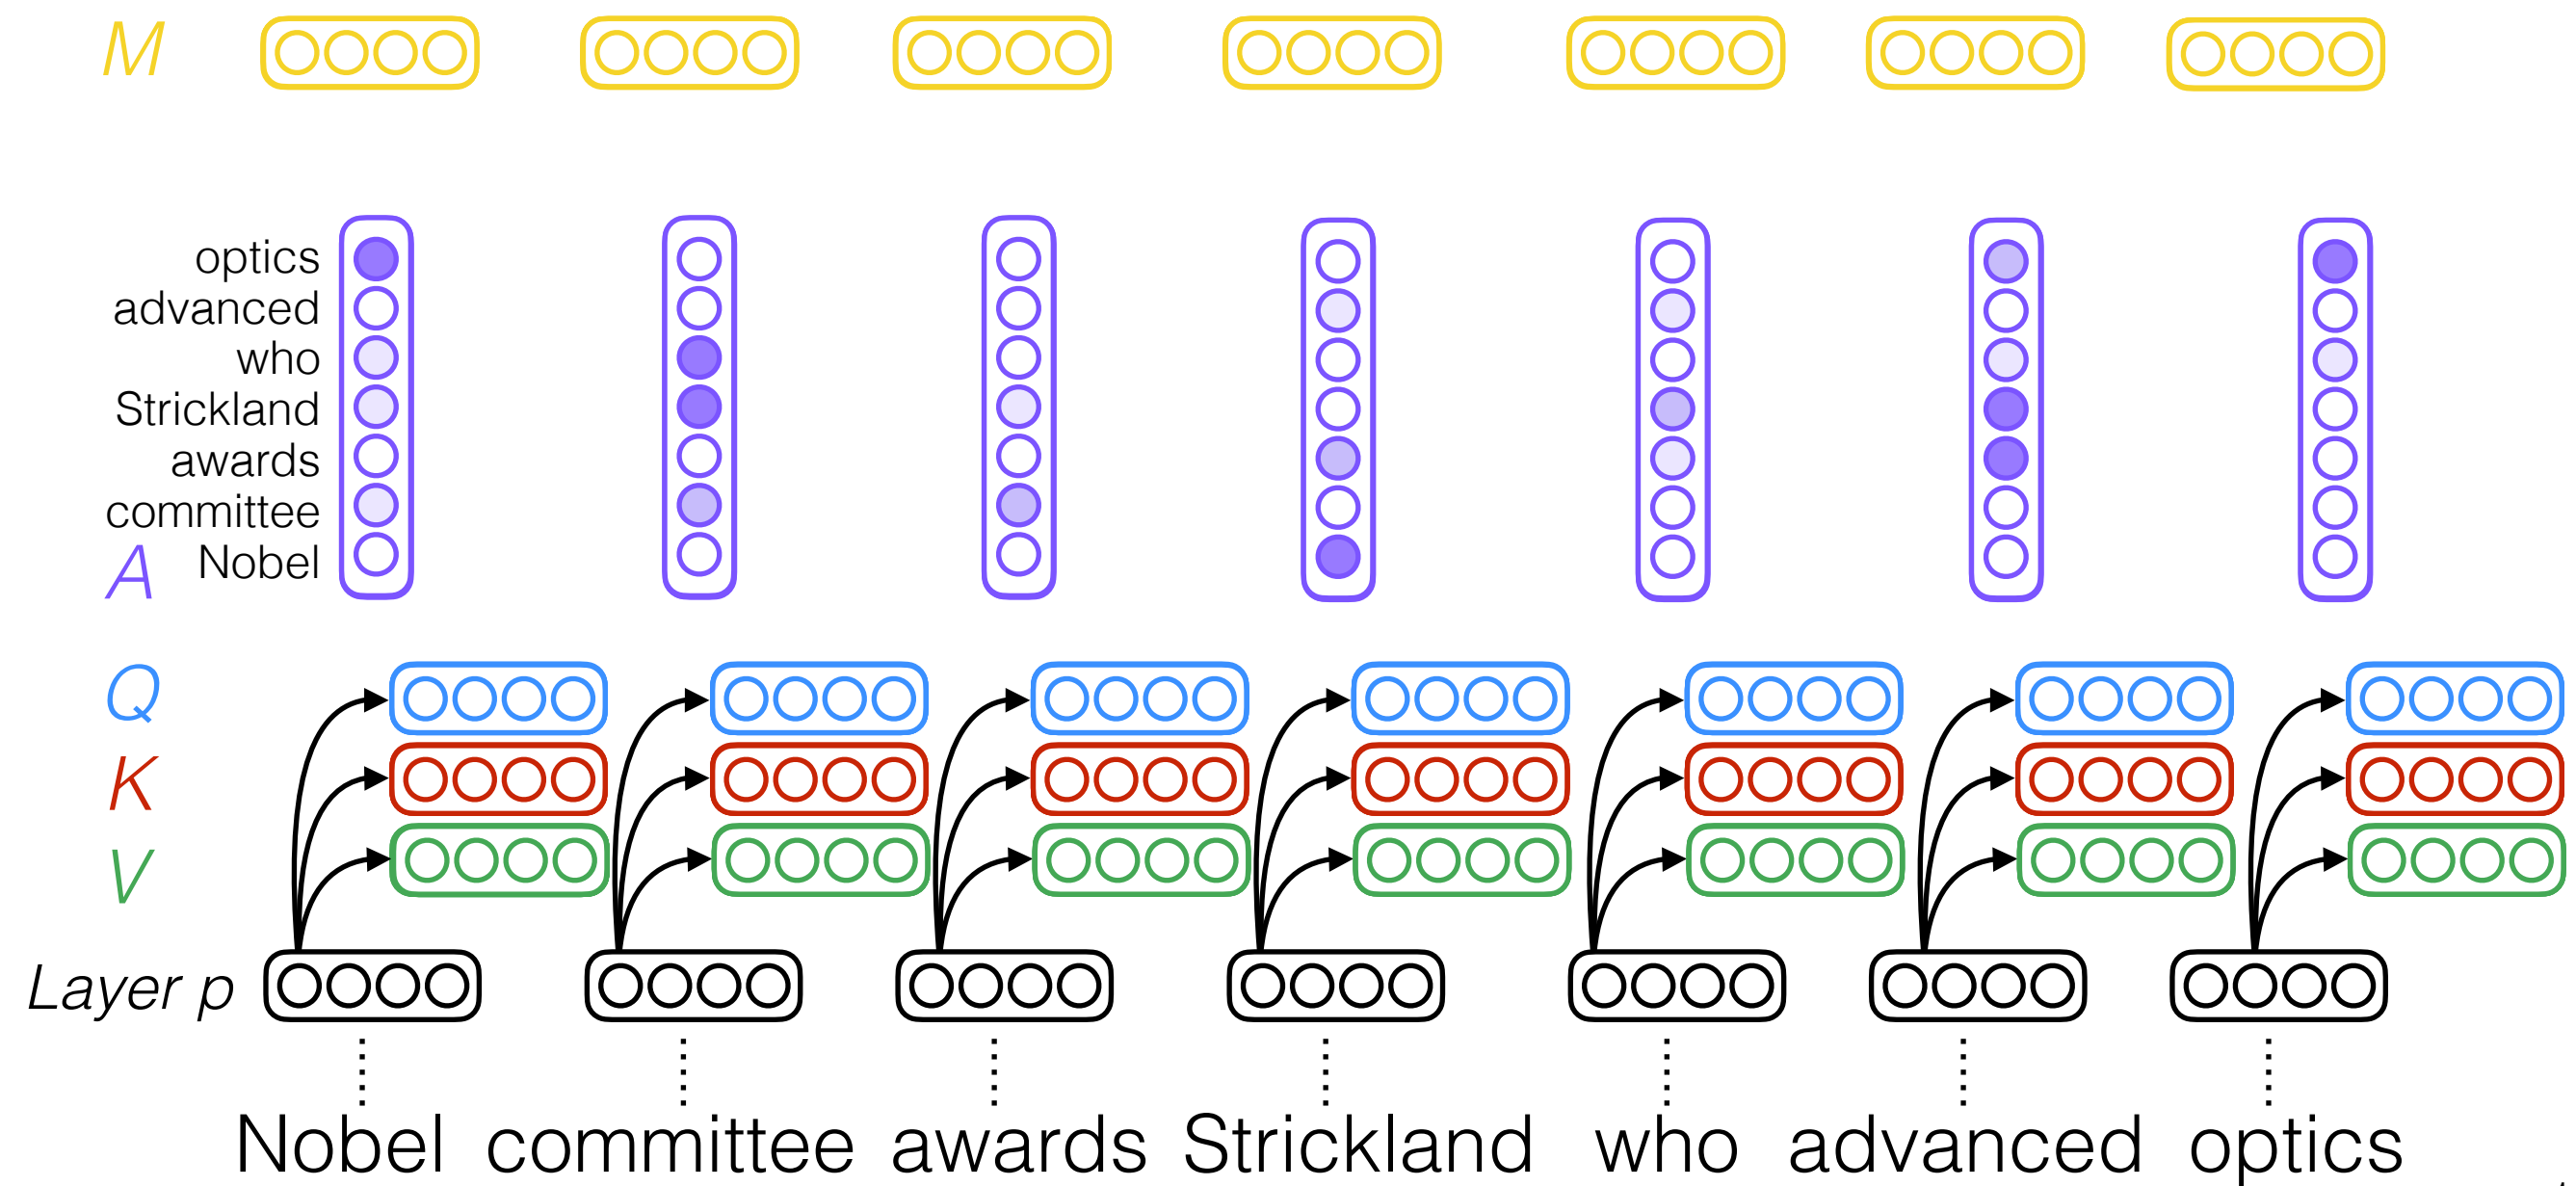 M
optics
advanced
who
Strickland
awards
committee
A Nobel
Q
K
V
Layer p
Nobel committee awards Strickland who advanced optics